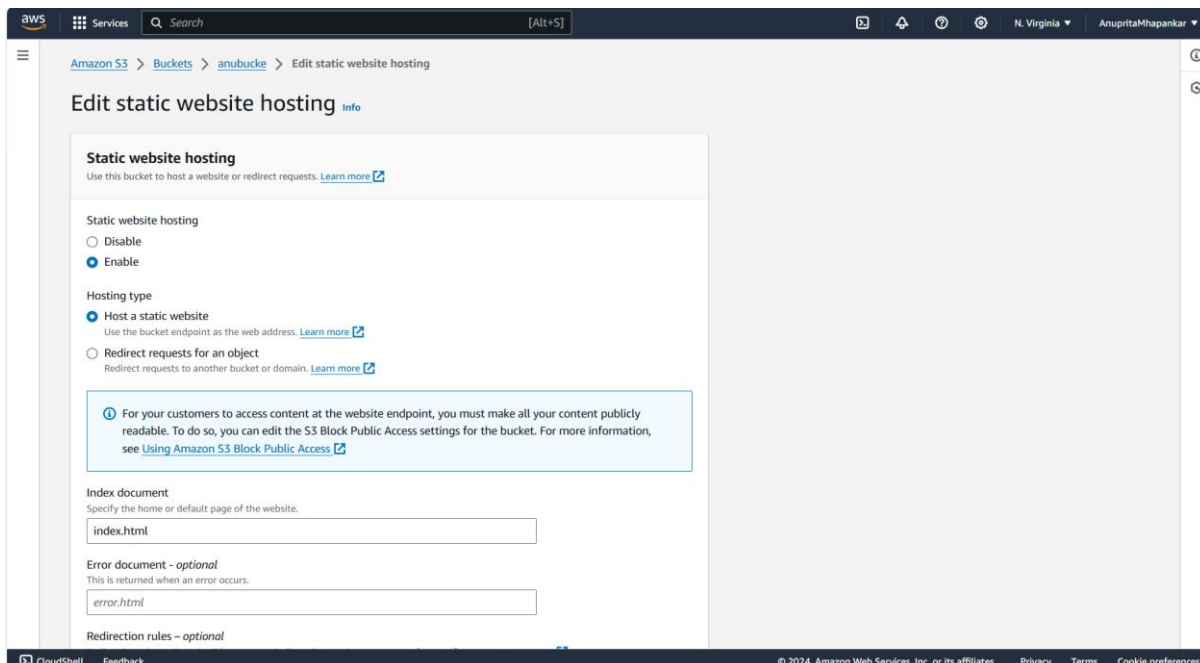 aws Services Search [Alt+S] N. Virginia AnupritaMhapankar
Amazon S3 > Buckets > anubucke > Edit static website hosting
Edit static website hosting Info
Static website hosting
Use this bucket to host a website or redirect requests. Learn more
Static website hosting
Disable
Enable
Hosting type
Host a static website
Use the bucket endpoint as the web address. Learn more
Redirect requests for an object
Redirect requests to another bucket or domain. Learn more
For your customers to access content at the website endpoint, you must make all your content publicly
readable. To do so, you can edit the S3 Block Public Access settings for the bucket. For more information,
see Using Amazon S3 Block Public Access
Index document
Specify the home or default page of the website.
index.html
Error document - optional
This is returned when an error occurs.
error.html
Redirection rules – optional
CloudShell Feedback © 2024, Amazon Web Services, Inc. or its affiliates. Privacy Terms Cookie preferences